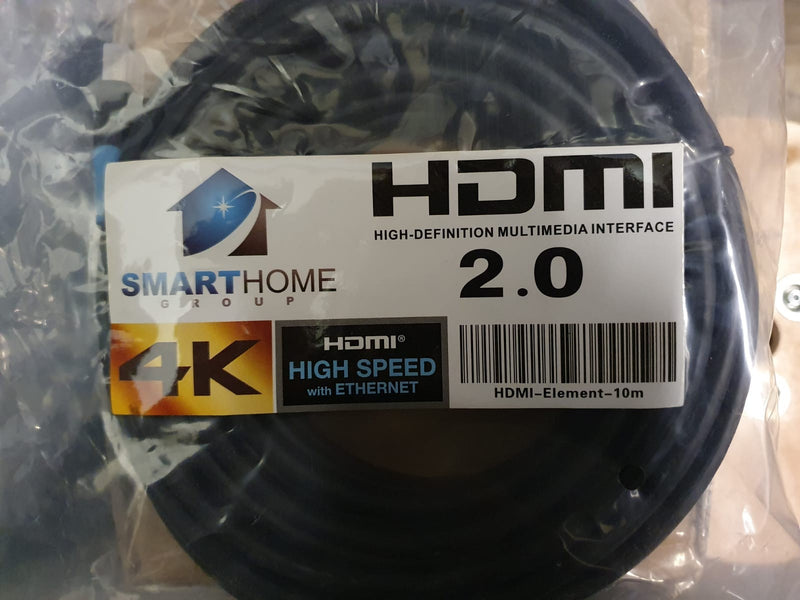 HDMI
HIGH-DEFINITION MULTIMEDIA INTERFACE
2.0
SMARTHOME
GROUP
4K
HDMI®
HIGH SPEED
with ETHERNET
HDMI-Element-10m